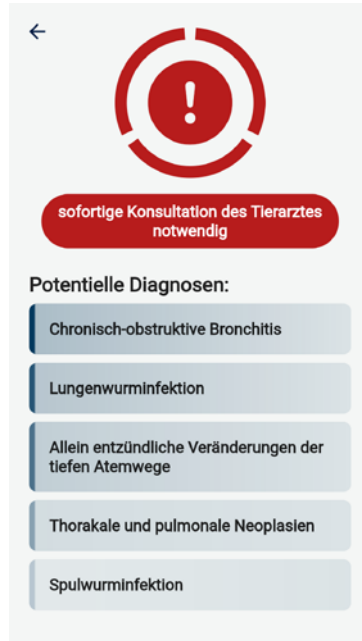 sofortige Konsultation des Tierarztes
notwendig
Potentielle Diagnosen:
Chronisch-obstruktive Bronchitis
Lungenwurminfektion
Allein entzündliche Veränderungen der
tiefen Atemwege
Thorakale und pulmonale Neoplasien
Spulwurminfektion